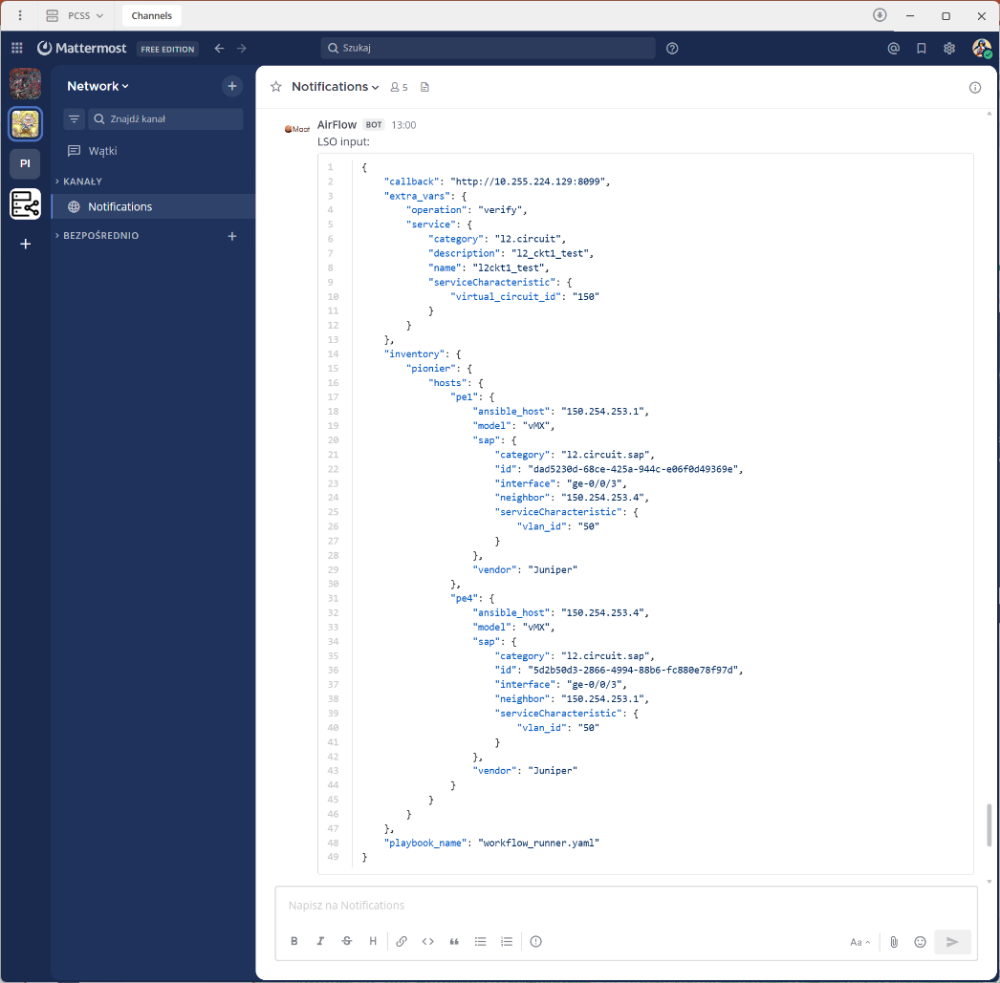 PCSS
Channels
Mattermost
FREE EDITION
Szukaj
Network
Znajdź kanał
PI
Wątki
KANAŁY
Notifications
BEZPOŚREDNIO
Notifications
5
AirFlow BOT 13:00
LSO input:
1 {
2 "callback": "http://10.255.224.129:8099",
3 "extra_vars": {
4 "operation": "verify",
5 "service": {
6 "category": "l2.circuit",
7 "description": "l2_ckt1_test",
8 "name": "l2ckt1_test",
9 "serviceCharacteristic": {
10 "virtual_circuit_id": "150"
11 }
12 }
13 },
14 "inventory": {
15 "pionier": {
16 "hosts": {
17 "pe1": {
18 "ansible_host": "150.254.253.1",
19 "model": "vMX",
20 "sap": {
21 "category": "l2.circuit.sap",
22 "id": "dad5230d-68ce-425a-944c-e06f0d49369e",
23 "interface": "ge-0/0/3",
24 "neighbor": "150.254.253.4",
25 "serviceCharacteristic": {
26 "vlan_id": "50"
27 }
28 },
29 "vendor": "Juniper"
30 },
31 "pe4": {
32 "ansible_host": "150.254.253.4",
33 "model": "vMX",
34 "sap": {
35 "category": "l2.circuit.sap",
36 "id": "5d2b50d3-2866-4994-88b6-fc880e78f97d",
37 "interface": "ge-0/0/3",
38 "neighbor": "150.254.253.1",
39 "serviceCharacteristic": {
40 "vlan_id": "50"
41 }
42 },
43 "vendor": "Juniper"
44 }
45 }
46 }
47 },
48 "playbook_name": "workflow_runner.yaml"
49 }
Napisz na Notifications
B I S H
Aa